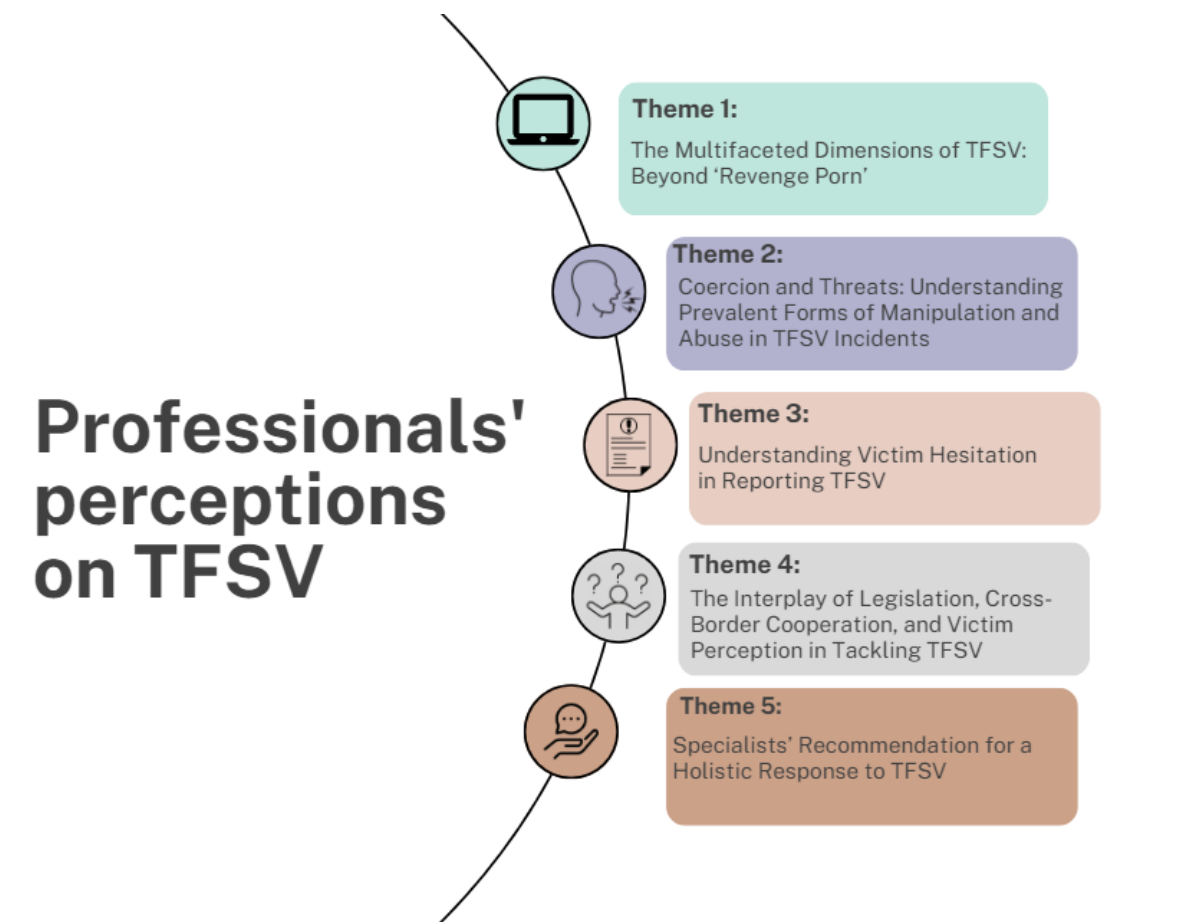 Professionals'
perceptions
on TFSV
Theme 1:
The Multifaceted Dimensions of TFSV:
Beyond ‘Revenge Porn’
Theme 2:
Coercion and Threats: Understanding
Prevalent Forms of Manipulation and
Abuse in TFSV Incidents
Theme 3:
Understanding Victim Hesitation
in Reporting TFSV
Theme 4:
The Interplay of Legislation, Cross-
Border Cooperation, and Victim
Perception in Tackling TFSV
Theme 5:
Specialists’ Recommendation for a
Holistic Response to TFSV